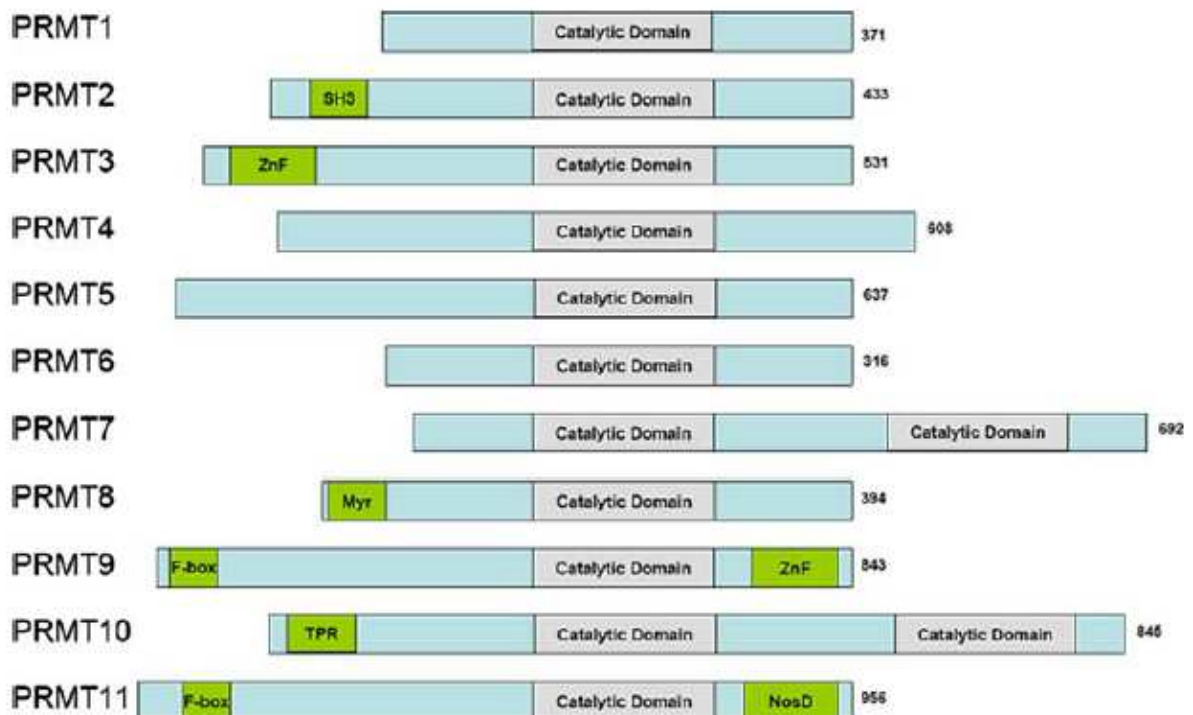 PRMT1 Catalytic Domain 371
PRMT2 SH3 Catalytic Domain 433
PRMT3 ZnF Catalytic Domain 531
PRMT4 Catalytic Domain 608
PRMT5 Catalytic Domain 637
PRMT6 Catalytic Domain 316
PRMT7 Catalytic Domain Catalytic Domain 692
PRMT8 Myr Catalytic Domain 394
PRMT9 F-box Catalytic Domain ZnF 843
PRMT10 TPR Catalytic Domain Catalytic Domain 845
PRMT11 F-box Catalytic Domain NosD 956